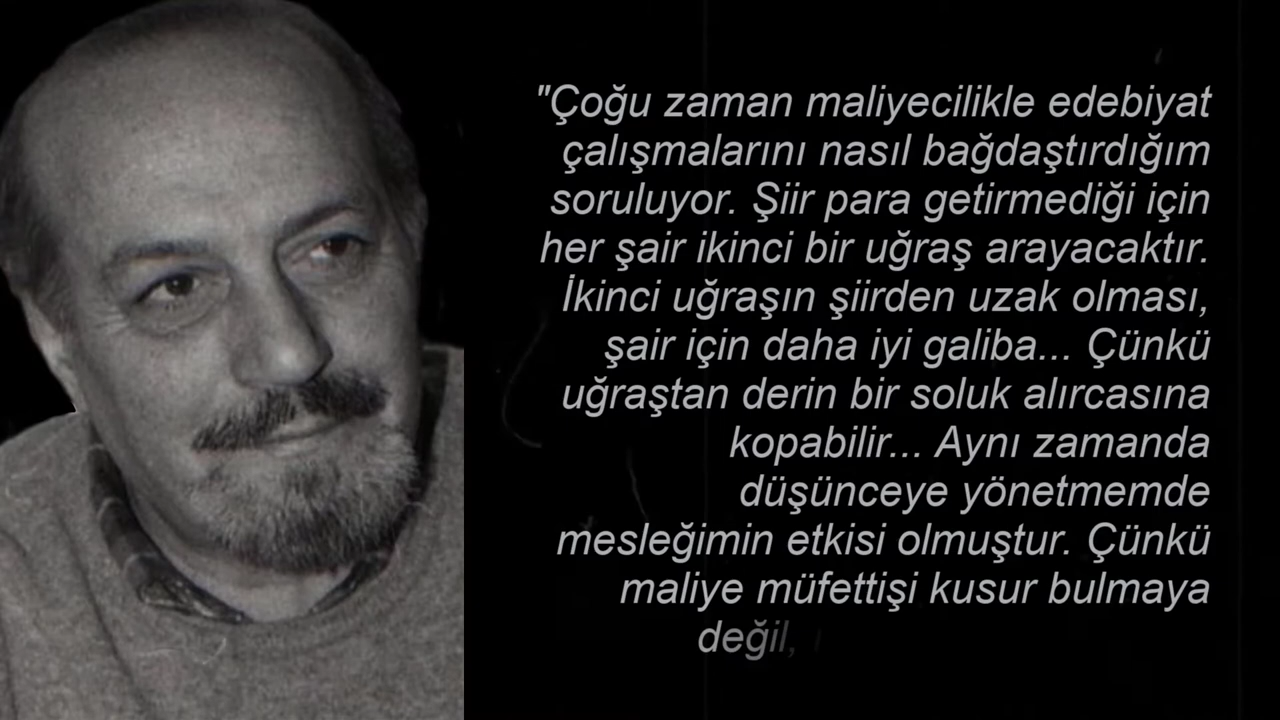 "Çoğu zaman maliyecilikle edebiyat
çalışmalarını nasıl bağdaştırdığım
soruluyor. Şiir para getirmediği için
her şair ikinci bir uğraş arayacaktır.
İkinci uğraşın şiirden uzak olması,
şair için daha iyi galiba... Çünkü
uğraştan derin bir soluk alırcasına
kopabilir... Aynı zamanda
düşünceye yönetmemde
mesleğimin etkisi olmuştur. Çünkü
maliye müfettişi kusur bulmaya
değil,